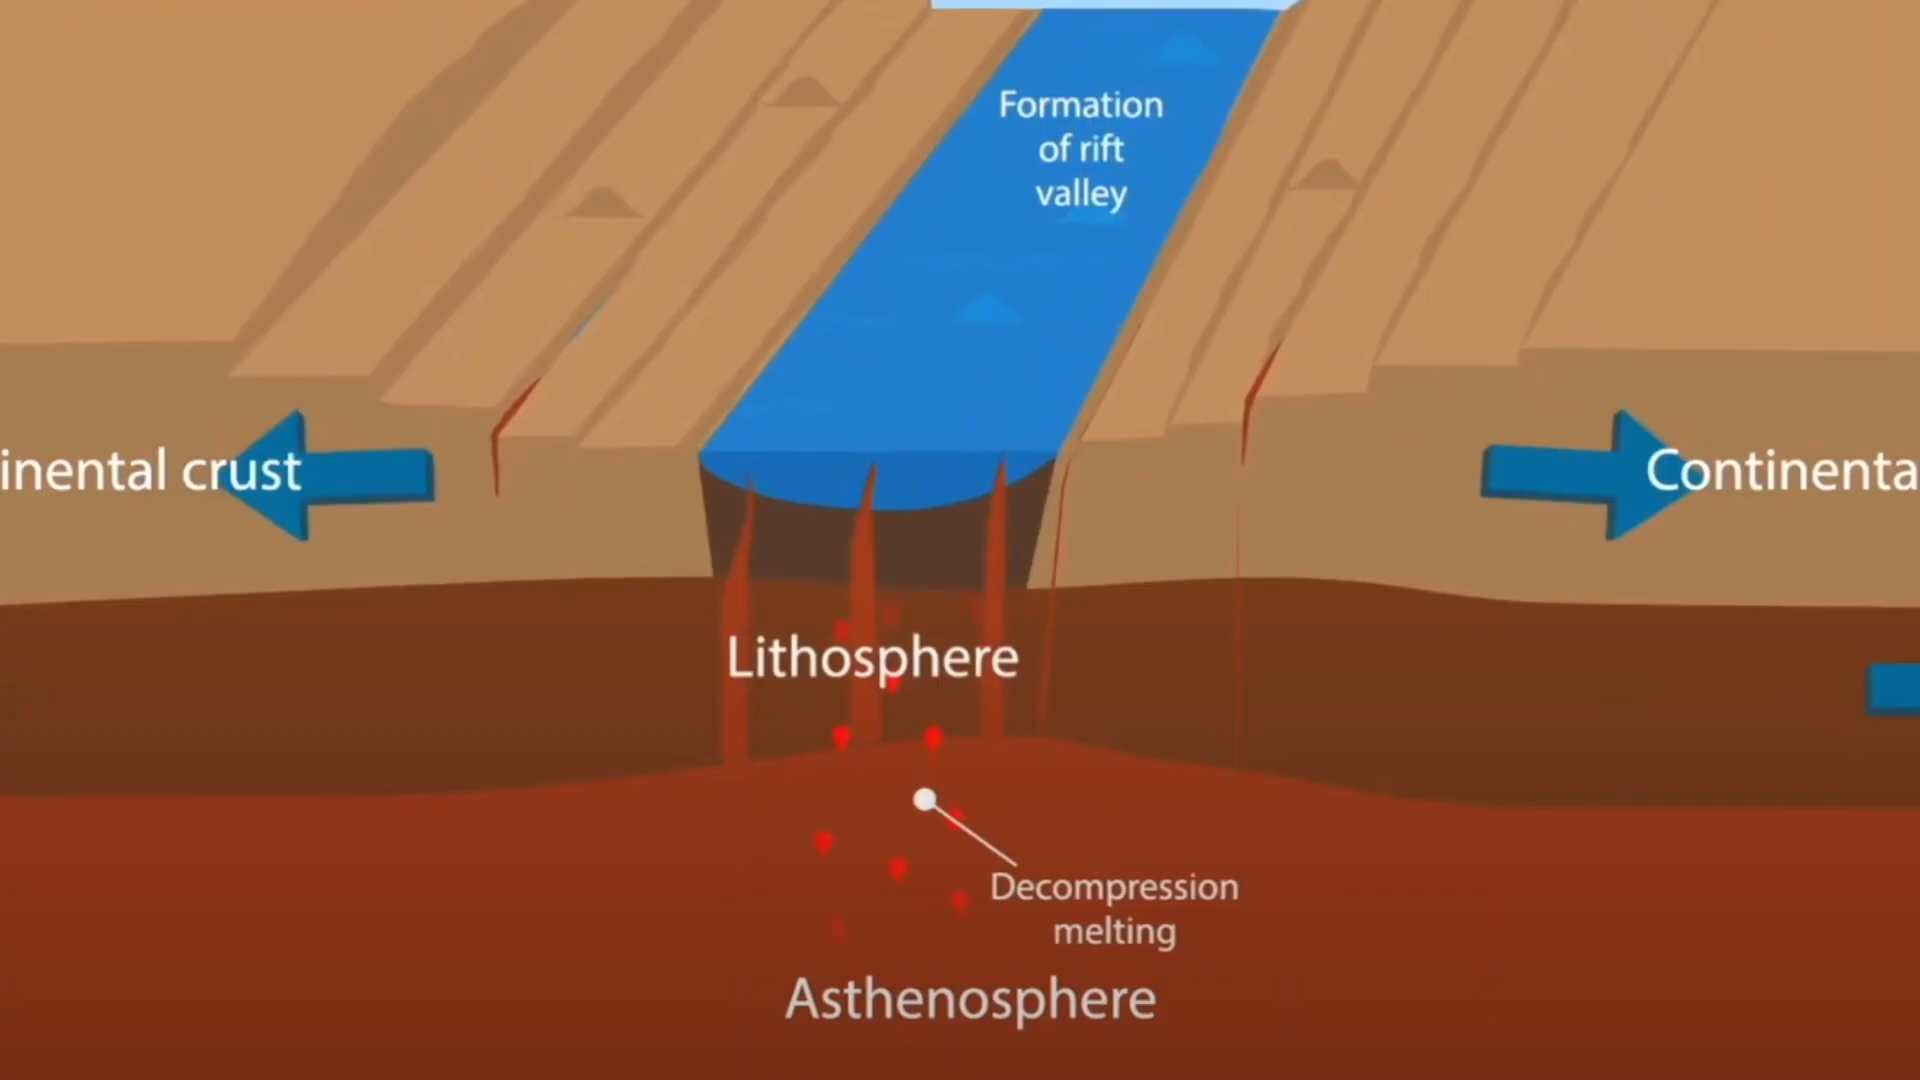 Formation
of rift
valley
inental crust
Continenta
Lithosphere
Decompression
melting
Asthenosphere